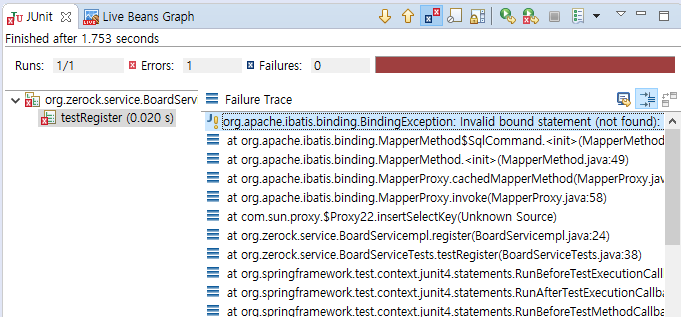 JUnit Live Beans Graph
Finished after 1.753 seconds
Runs: 1/1 Errors: 1 Failures: 0
org.zerock.service.BoardServ
testRegister (0.020 s)
Failure Trace
org.apache.ibatis.binding.BindingException: Invalid bound statement (not found):
at org.apache.ibatis.binding.MapperMethod$SqlCommand.<init>(MapperMethod
at org.apache.ibatis.binding.MapperMethod.<init>(MapperMethod.java:49)
at org.apache.ibatis.binding.MapperProxy.cachedMapperMethod(MapperProxy.jav
at org.apache.ibatis.binding.MapperProxy.invoke(MapperProxy.java:58)
at com.sun.proxy.$Proxy22.insertSelectKey(Unknown Source)
at org.zerock.service.BoardServicempl.register(BoardServicempl.java:24)
at org.zerock.service.BoardServiceTests.testRegister(BoardServiceTests.java:38)
at org.springframework.test.context.junit4.statements.RunBeforeTestExecutionCall
at org.springframework.test.context.junit4.statements.RunAfterTestExecutionCallba
at org.springframework.test.context.junit4.statements.RunBeforeTestMethodCallba